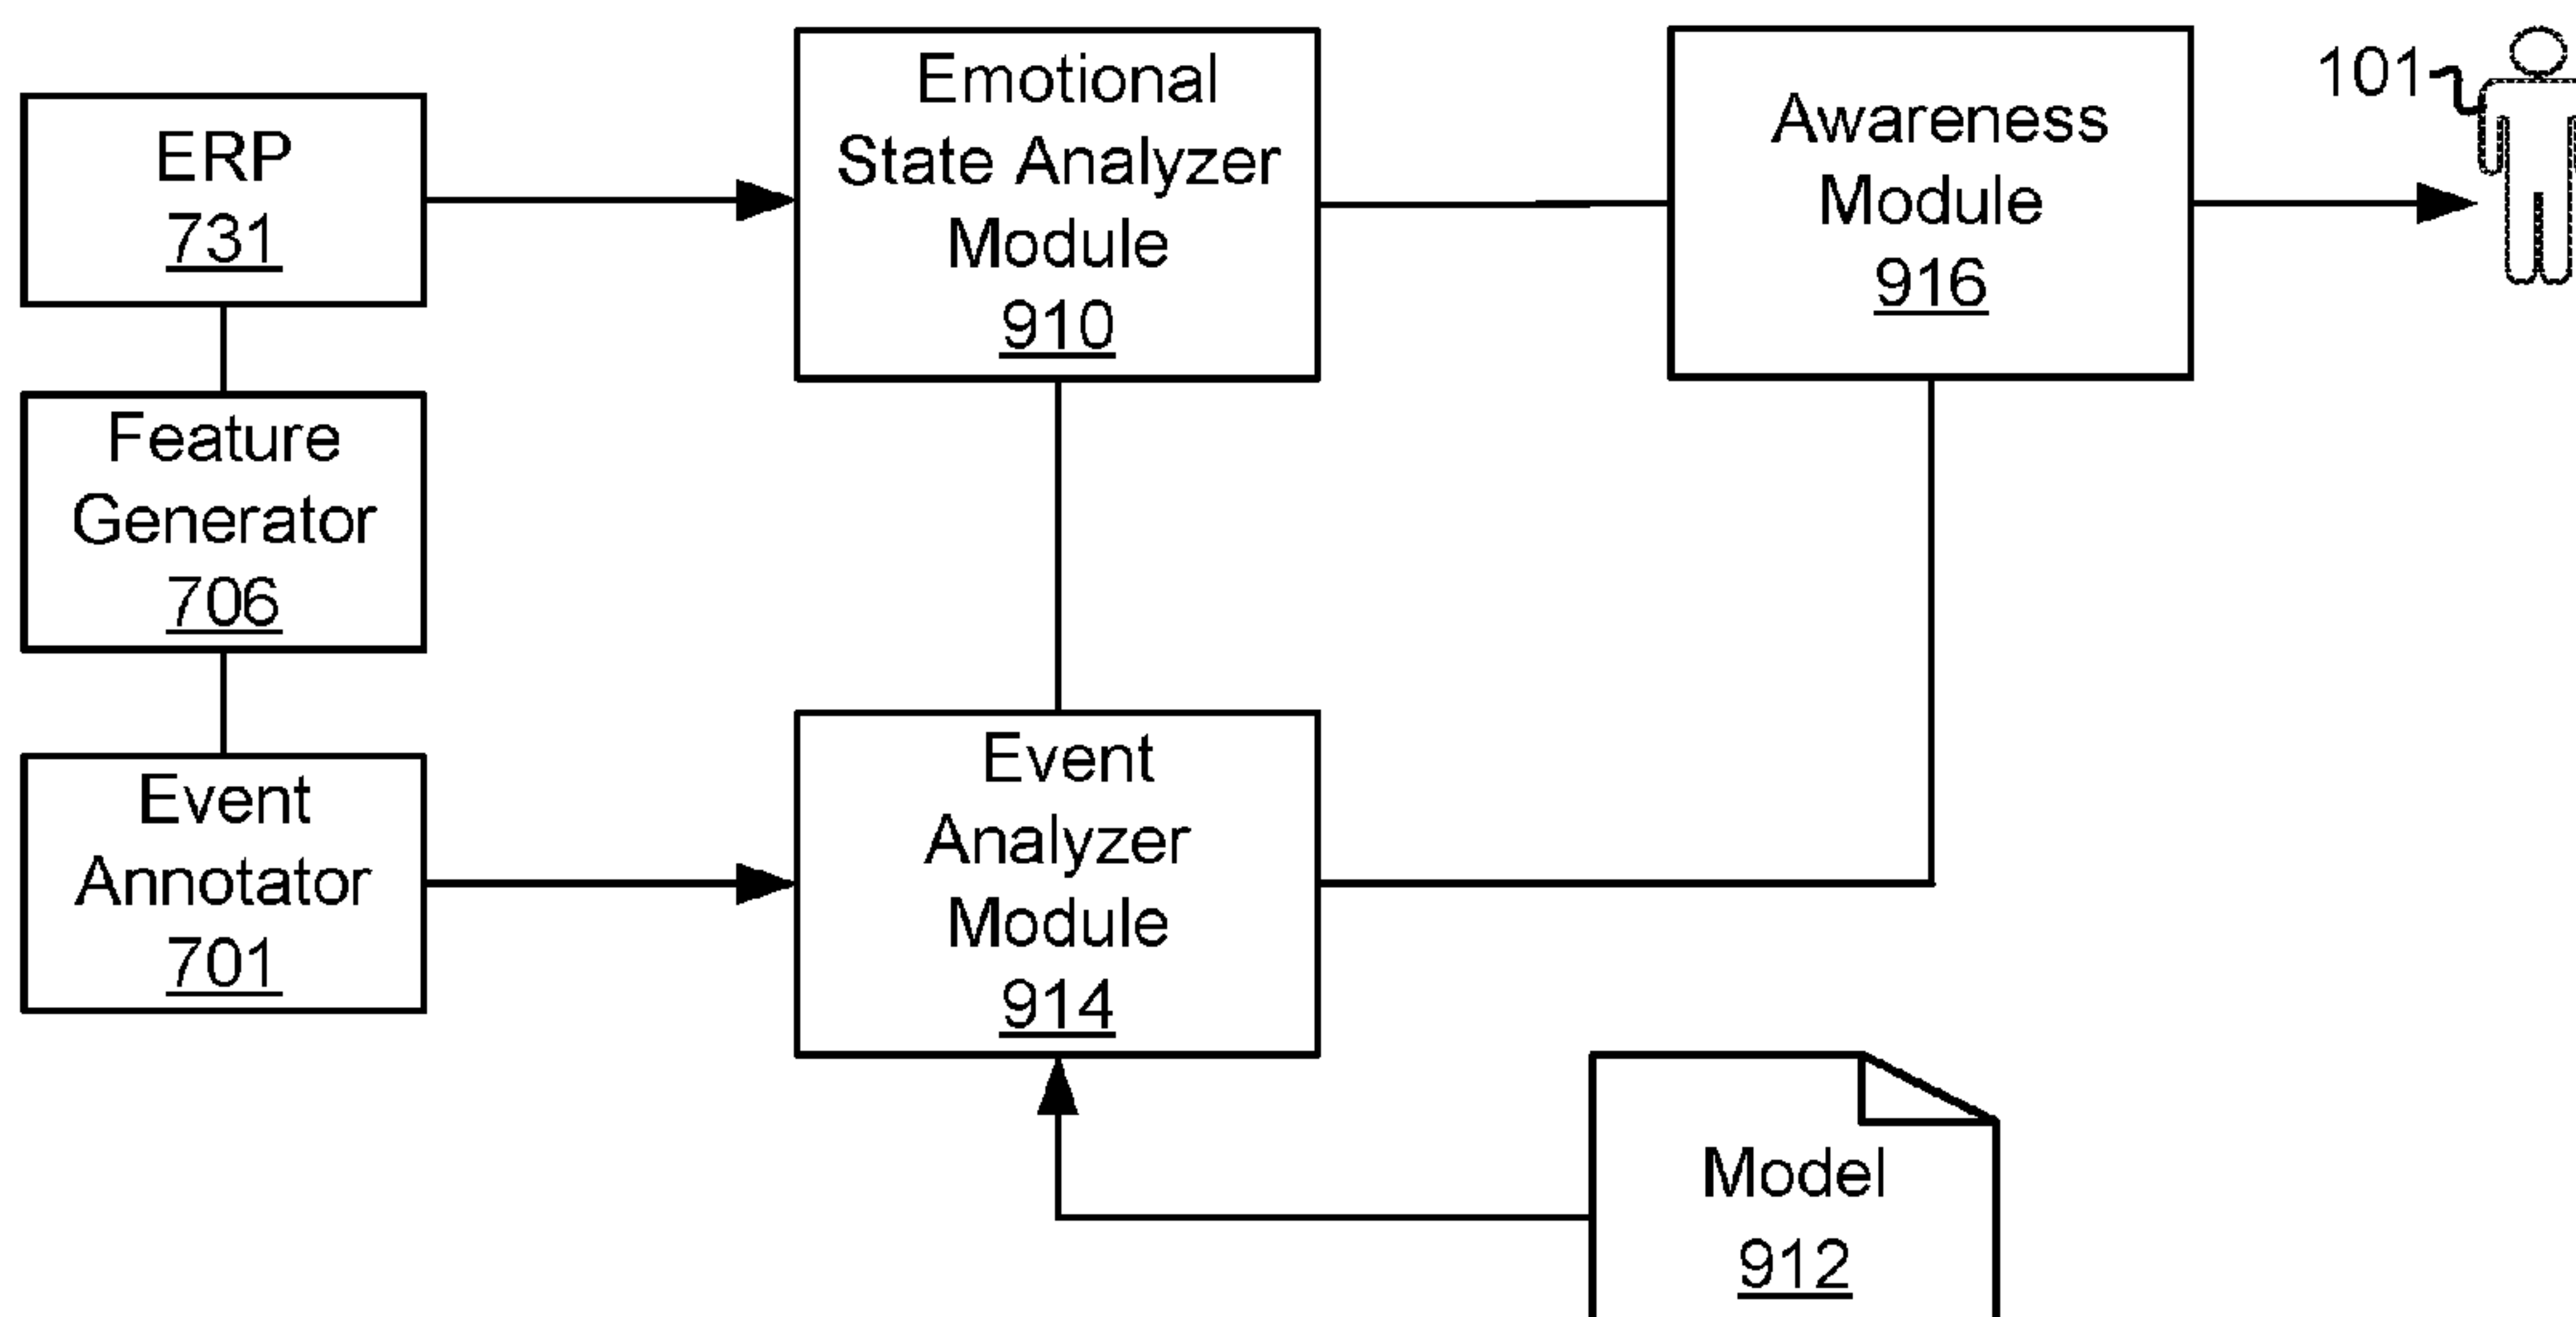 ERP
731
Feature
Generator
706
Event
Annotator
701
Emotional
State Analyzer
Module
910
Event
Analyzer
Module
914
Awareness
Module
916
101
Model
912